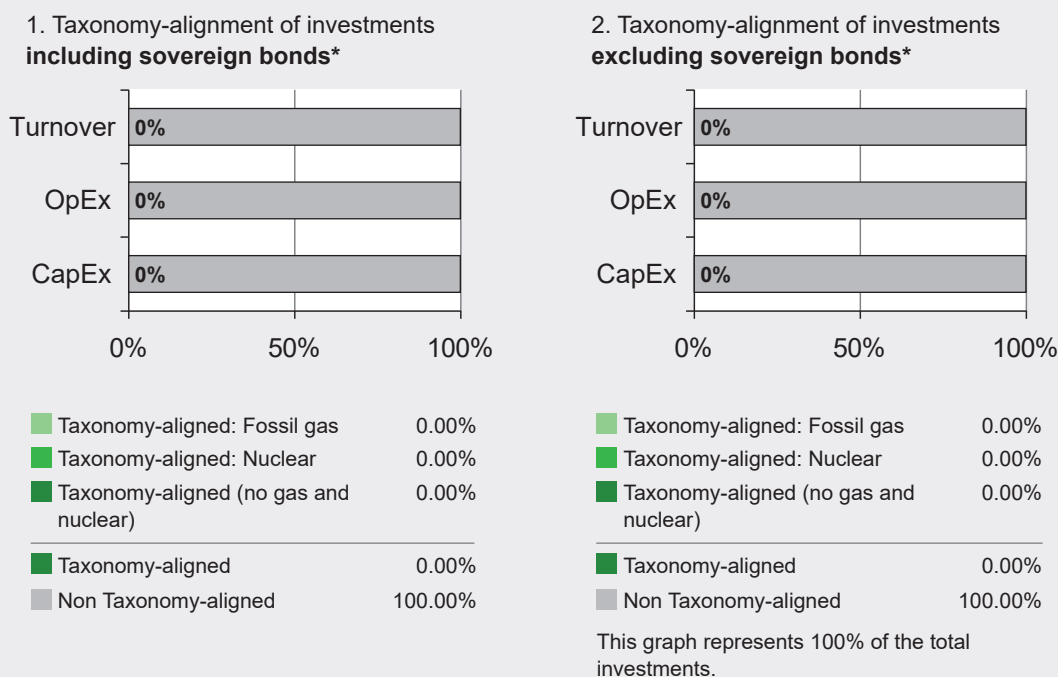 1. Taxonomy-alignment of investments
including sovereign bonds*
Turnover 0%
OpEx 0%
CapEx 0%
0% 50% 100%
Taxonomy-aligned: Fossil gas 0.00%
Taxonomy-aligned: Nuclear 0.00%
Taxonomy-aligned (no gas and 0.00%
nuclear)
Taxonomy-aligned 0.00%
Non Taxonomy-aligned 100.00%
2. Taxonomy-alignment of investments
excluding sovereign bonds*
Turnover 0%
OpEx 0%
CapEx 0%
0% 50% 100%
Taxonomy-aligned: Fossil gas 0.00%
Taxonomy-aligned: Nuclear 0.00%
Taxonomy-aligned (no gas and 0.00%
nuclear)
Taxonomy-aligned 0.00%
Non Taxonomy-aligned 100.00%
This graph represents 100% of the total
investments.